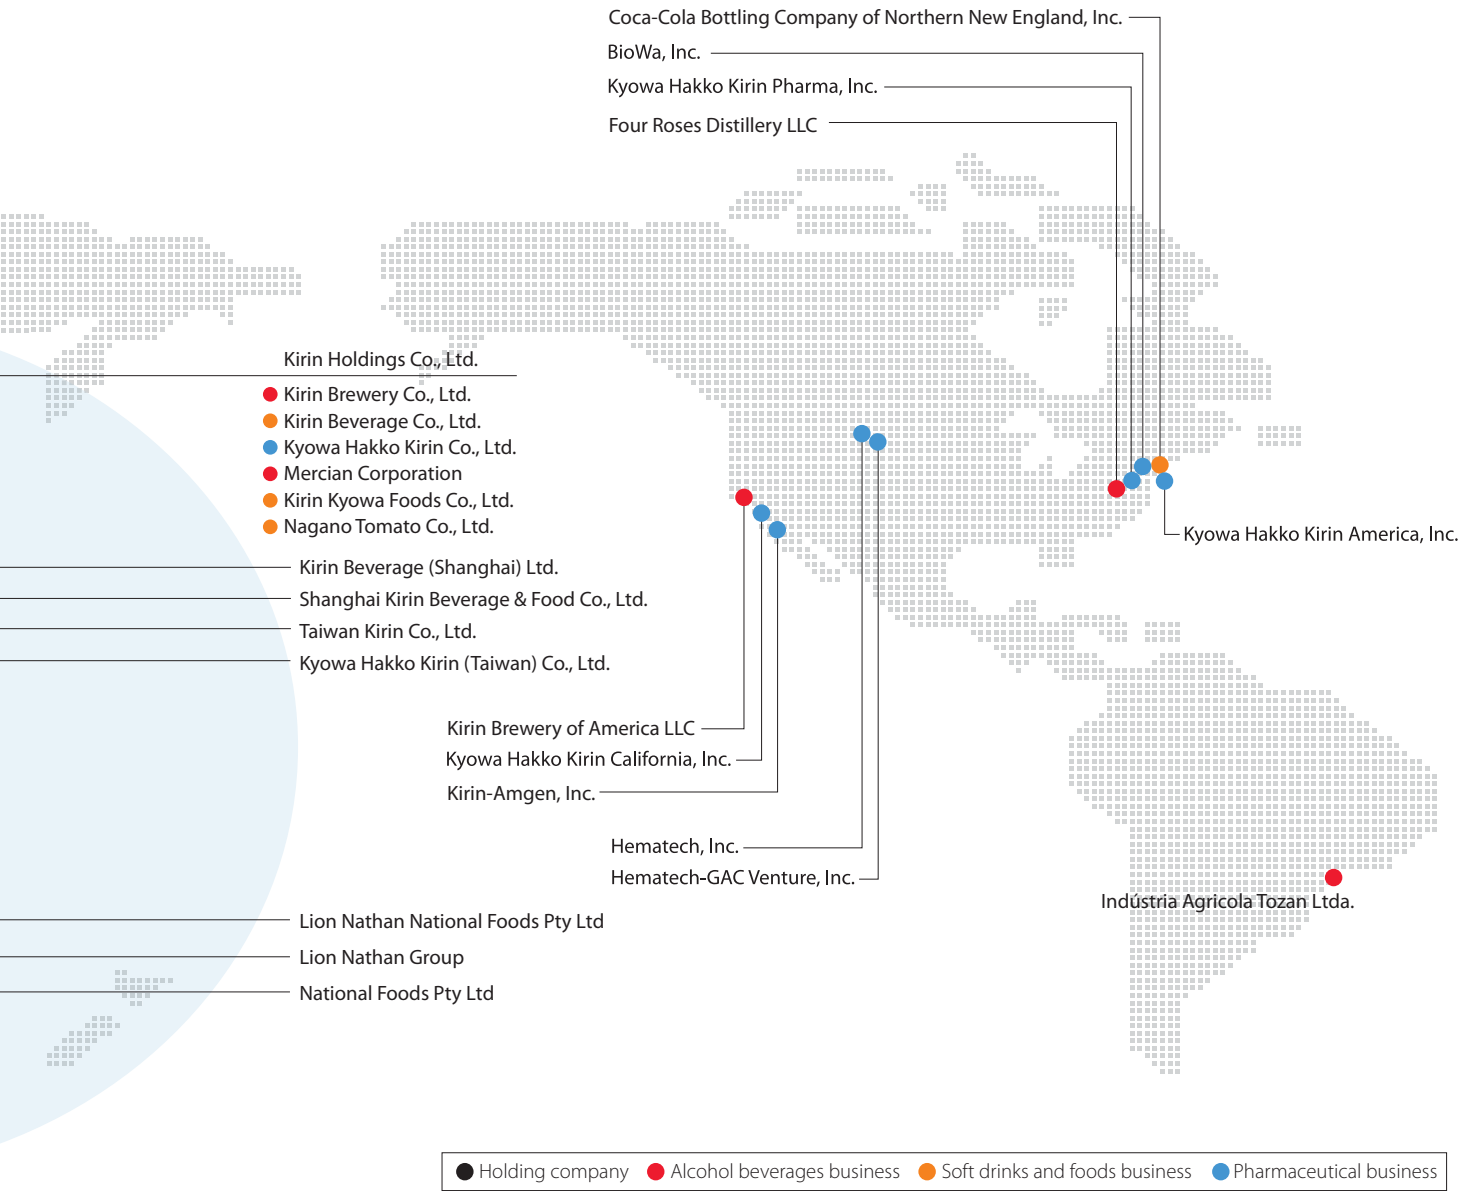 Coca-Cola Bottling Company of Northern New England, Inc.
BioWa, Inc.
Kyowa Hakko Kirin Pharma, Inc.
Four Roses Distillery LLC
Kirin Holdings Co., Ltd.
Kirin Brewery Co., Ltd.
Kirin Beverage Co., Ltd.
Kyowa Hakko Kirin Co., Ltd.
Mercian Corporation
Kirin Kyowa Foods Co., Ltd.
Nagano Tomato Co., Ltd.
Kyowa Hakko Kirin America, Inc.
Kirin Beverage (Shanghai) Ltd.
Shanghai Kirin Beverage & Food Co., Ltd.
Taiwan Kirin Co., Ltd.
Kyowa Hakko Kirin (Taiwan) Co., Ltd.
Kirin Brewery of America LLC
Kyowa Hakko Kirin California, Inc.
Kirin-Amgen, Inc.
Hematech, Inc.
Hematech-GAC Venture, Inc.
Indústria Agricola Tozan Ltda.
Lion Nathan National Foods Pty Ltd
Lion Nathan Group
National Foods Pty Ltd
Holding company Alcohol beverages business Soft drinks and foods business Pharmaceutical business